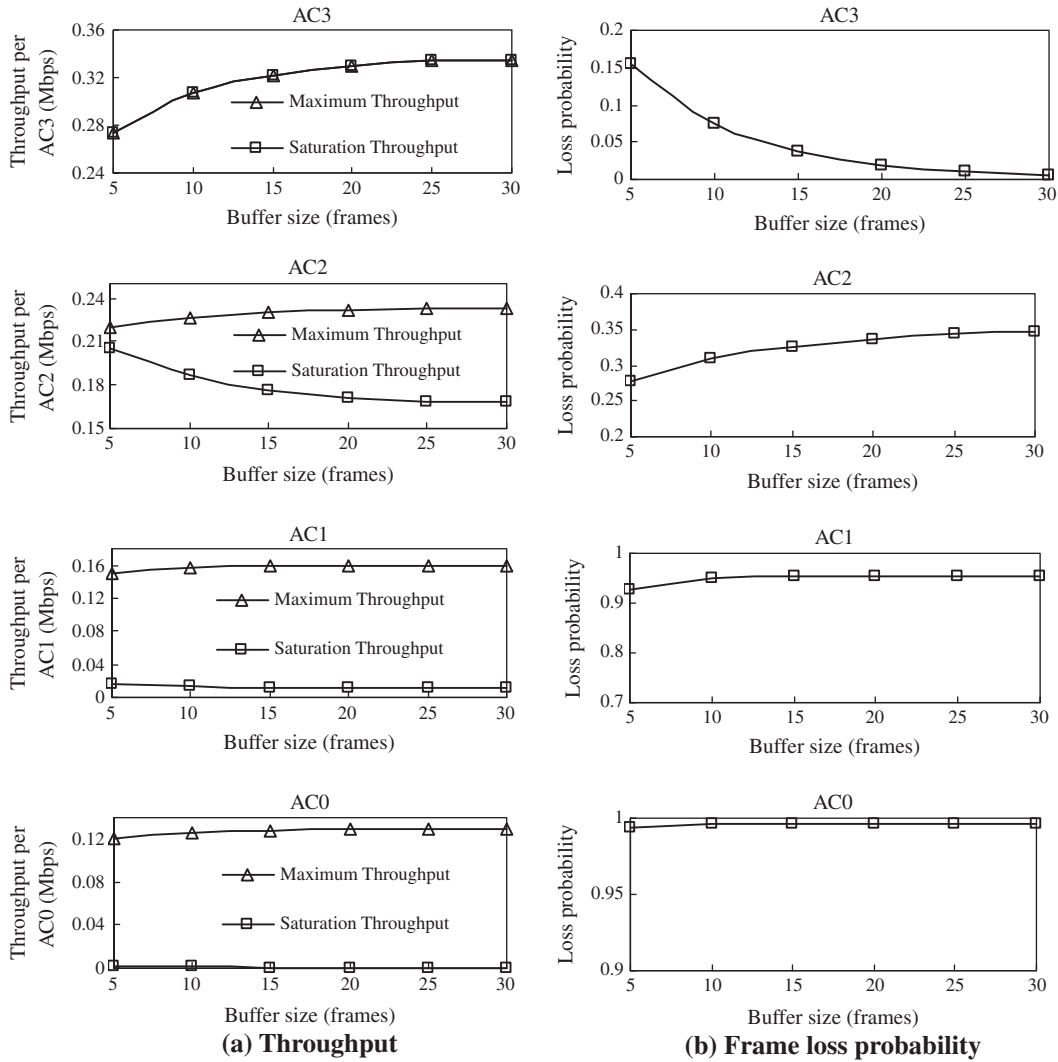 AC3
Throughput per
AC3 (Mbps)
0.36
0.32
0.28
0.24
Maximum Throughput
Saturation Throughput
5 10 15 20 25 30
Buffer size (frames)
AC3
Loss probability
0.2
0.15
0.1
0.05
0
5 10 15 20 25 30
Buffer size (frames)
AC2
Throughput per
AC2 (Mbps)
0.24
0.21
0.18
0.15
Maximum Throughput
Saturation Throughput
5 10 15 20 25 30
Buffer size (frames)
AC2
Loss probability
0.4
0.35
0.3
0.25
0.2
5 10 15 20 25 30
Buffer size (frames)
AC1
Throughput per
AC1 (Mbps)
0.16
0.12
0.08
0.04
0
Maximum Throughput
Saturation Throughput
5 10 15 20 25 30
Buffer size (frames)
AC1
Loss probability
1
0.9
0.8
0.7
5 10 15 20 25 30
Buffer size (frames)
AC0
Throughput per
AC0 (Mbps)
0.12
0.08
0.04
0
Maximum Throughput
Saturation Throughput
5 10 15 20 25 30
Buffer size (frames)
(a) Throughput
AC0
Loss probability
1
0.95
0.9
5 10 15 20 25 30
Buffer size (frames)
(b) Frame loss probability